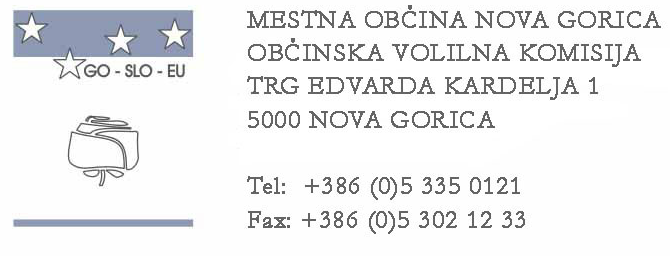 MESTNA OBČINA NOVA GORICA
OBČINSKA VOLILNA KOMISIJA
TRG EDVARDA KARDELJA 1
5000 NOVA GORICA
GO - SLO - EU
Tel: +386 (0)5 335 0121
Fax: +386 (0)5 302 12 33